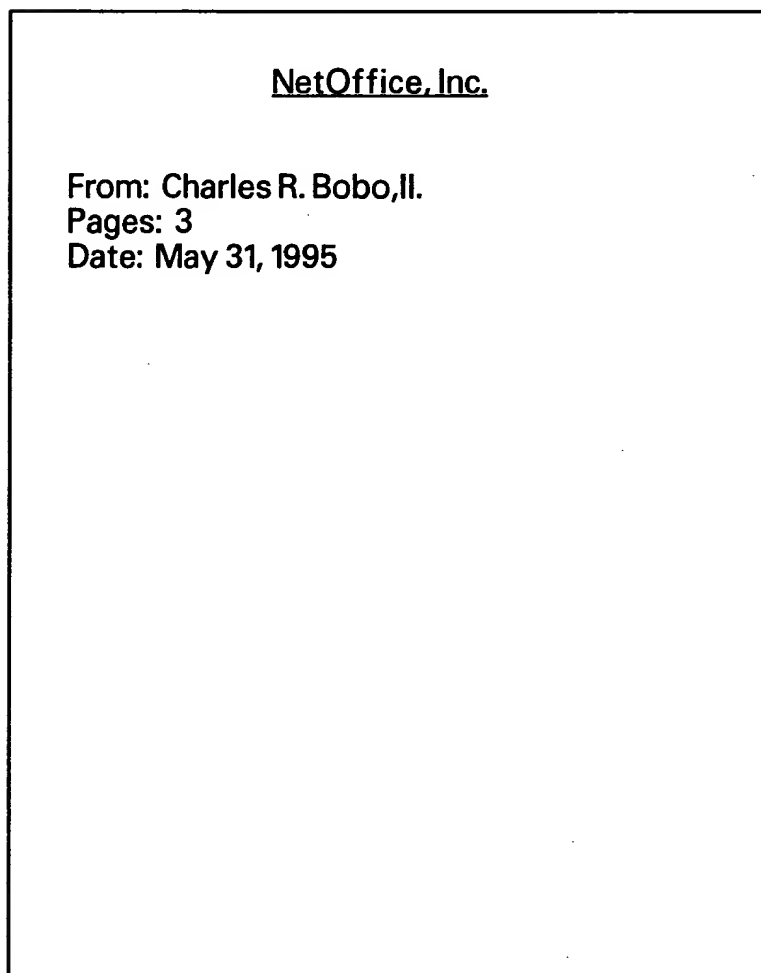 NetOffice, Inc.
From: Charles R. Bobo,II.
Pages: 3
Date: May 31, 1995